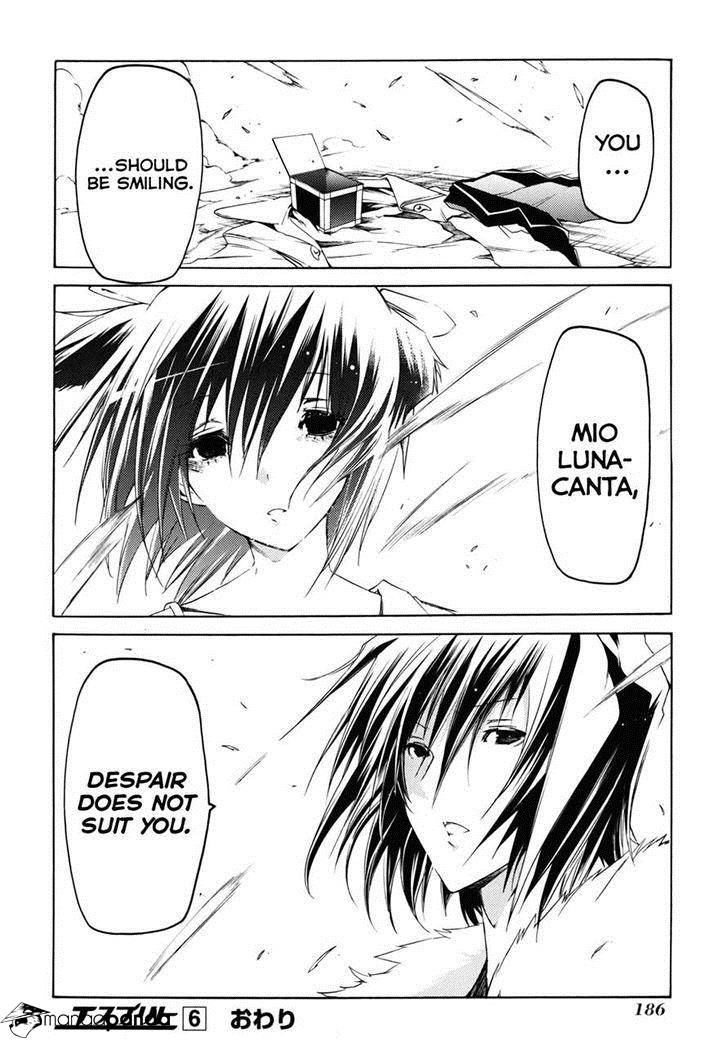 YOU
...
...SHOULD
BE SMILING.
MIO
LUNA-
CANTA,
DESPAIR
DOES NOT
SUIT YOU.
6 おわり
186